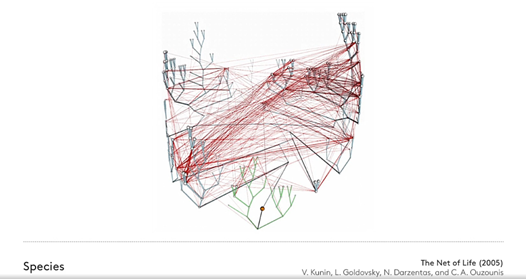 Species
The Net of Life (2005)
V. Kunin, L. Goldovsky, N. Darzentas, and C. A. Ouzounis